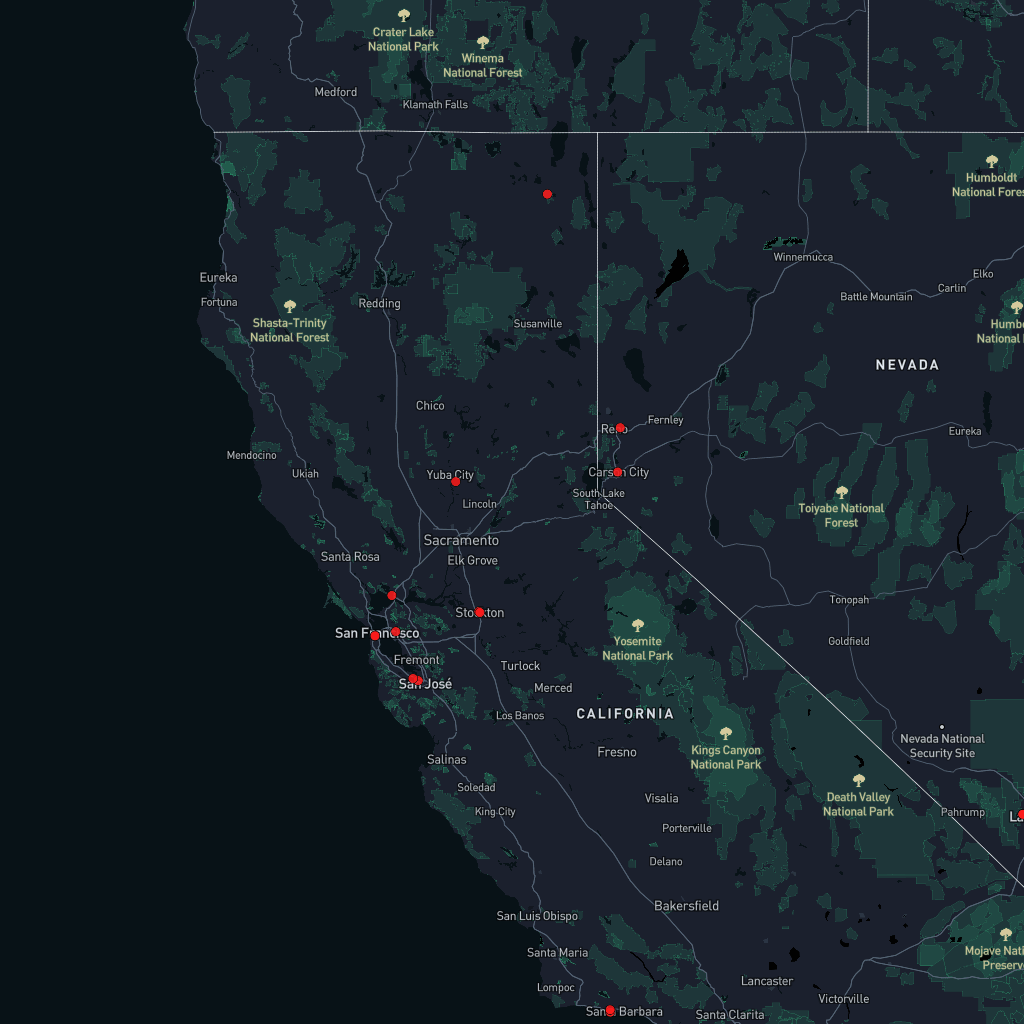 Crater Lake
National Park
Winema
National Forest
Medford
Klamath Falls
Humboldt
National Fores
Eureka
Fortuna
Redding
Shasta-Trinity
National Forest
Susanville
Winnemucca
Elko
Carlin
Battle Mountain
Humbo
National
NEVADA
Chico
Reno
Fernley
Eureka
Mendocino
Ukiah
Yuba City
Carson City
South Lake
Tahoe
Lincoln
Toiyabe National
Forest
Sacramento
Santa Rosa
Elk Grove
Tonopah
Stockton
San Francisco
Yosemite
National Park
Goldfield
Fremont
Turlock
San José
Merced
Los Banos
CALIFORNIA
Nevada National
Security Site
Fresno
Kings Canyon
National Park
Salinas
Soledad
King City
Visalia
Death Valley
National Park
Pahrump
La
Porterville
Delano
Bakersfield
San Luis Obispo
Santa Maria
Mojave Nati
Preserv
Lompoc
Lancaster
Victorville
Santa Barbara
Santa Clarita